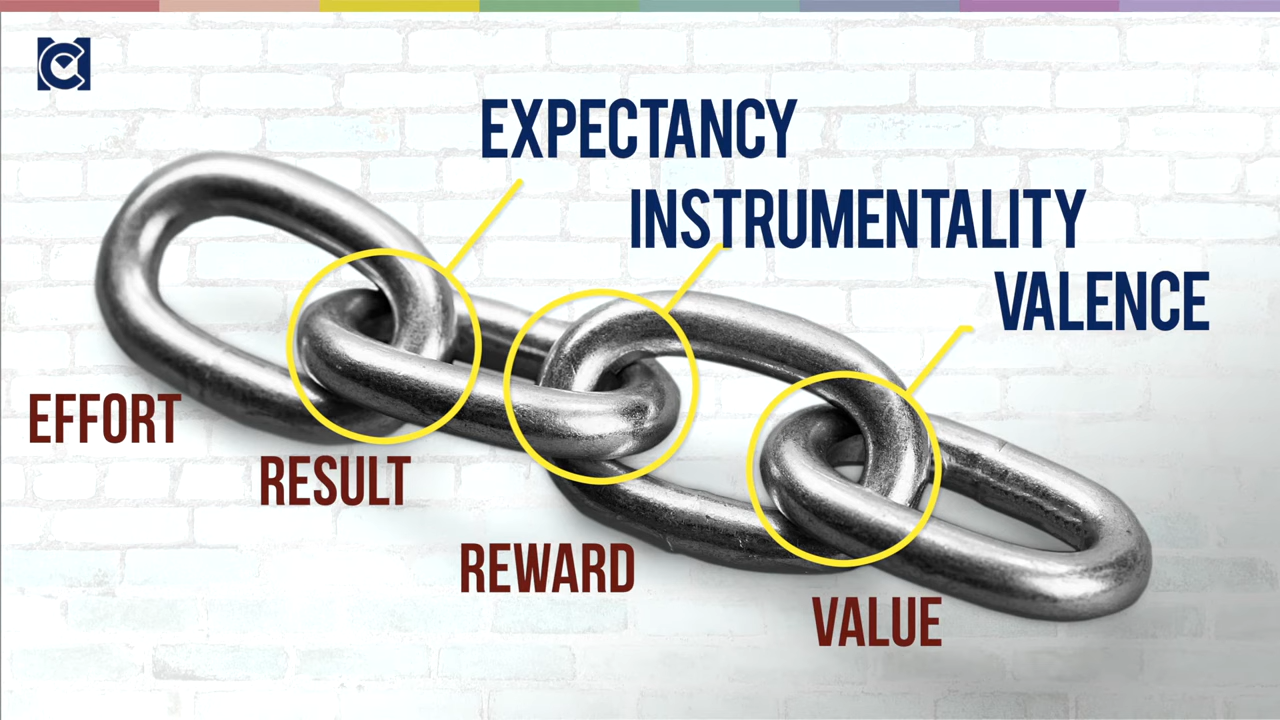 EXPECTANCY
INSTRUMENTALITY
VALENCE
EFFORT
RESULT
REWARD
VALUE